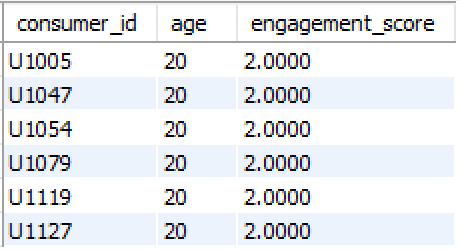 consumer_id age engagement_score
U1005 20 2.0000
U1047 20 2.0000
U1054 20 2.0000
U1079 20 2.0000
U1119 20 2.0000
U1127 20 2.0000